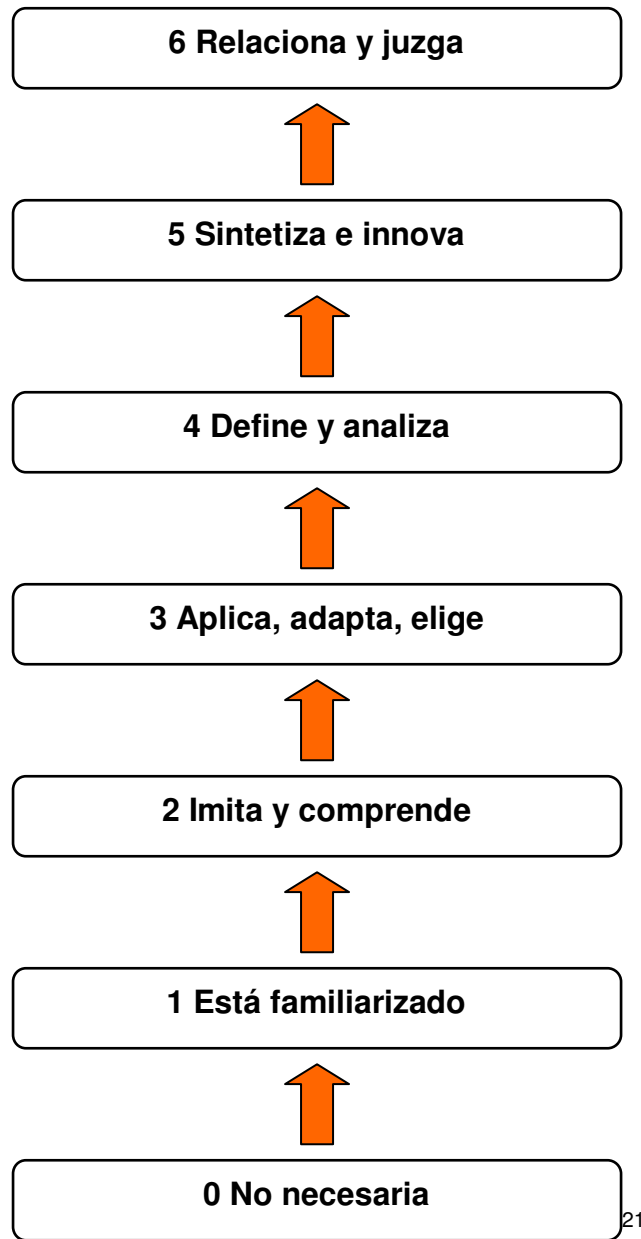 6 Relaciona y juzga
5 Sintetiza e innova
4 Define y analiza
3 Aplica, adapta, elige
2 Imita y comprende
1 Está familiarizado
0 No necesaria
21